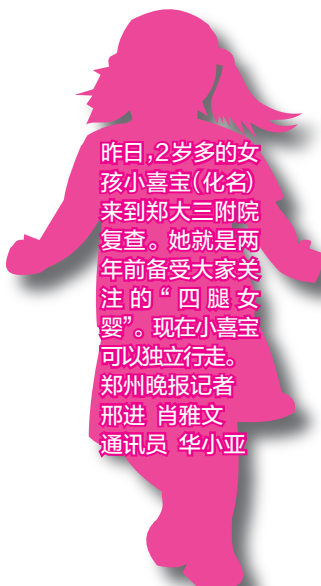 昨日,2岁多的女
孩小喜宝(化名)
来到郑大三附院
复查。她就是两
年前备受大家关
注的“四腿女
婴”。现在小喜宝
可以独立行走。
郑州晚报记者
邢进 肖雅文
通讯员 华小亚